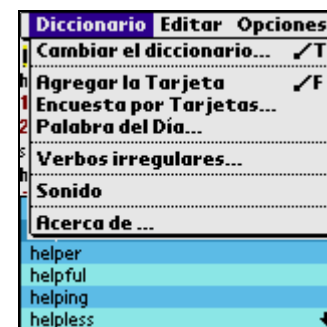 Diccionario Editar Opciones
Cambiar el diccionario... /T
Agregar la Tarjeta /F
Encuesta por Tarjetas...
Palabra del Día...
Verbos irregulares...
Sonido
Acerca de ...
helper
helpful
helping
helpless